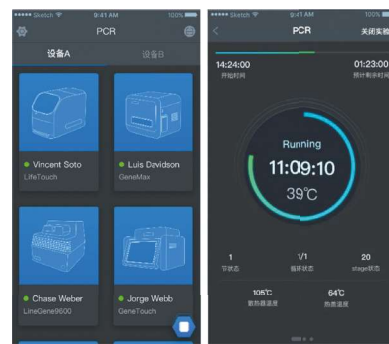 Sketch 9:41 AM 100%
PCR
设备A 设备B
Vincent Soto
LifeTouch
Luis Dzvidson
GeneMax
Chase Weber
LineGene9600
Jorge Webb
GeneTouch
Sketch 9:41 AM 100%
PCR 关闭实验
14:24:00 01:23:00
开始时间 预计剩余时间
Running
11:09:10
39℃
1 1/1 20
节状态 循环状态 stage状态
105℃ 64℃
散热器温度 热盖温度